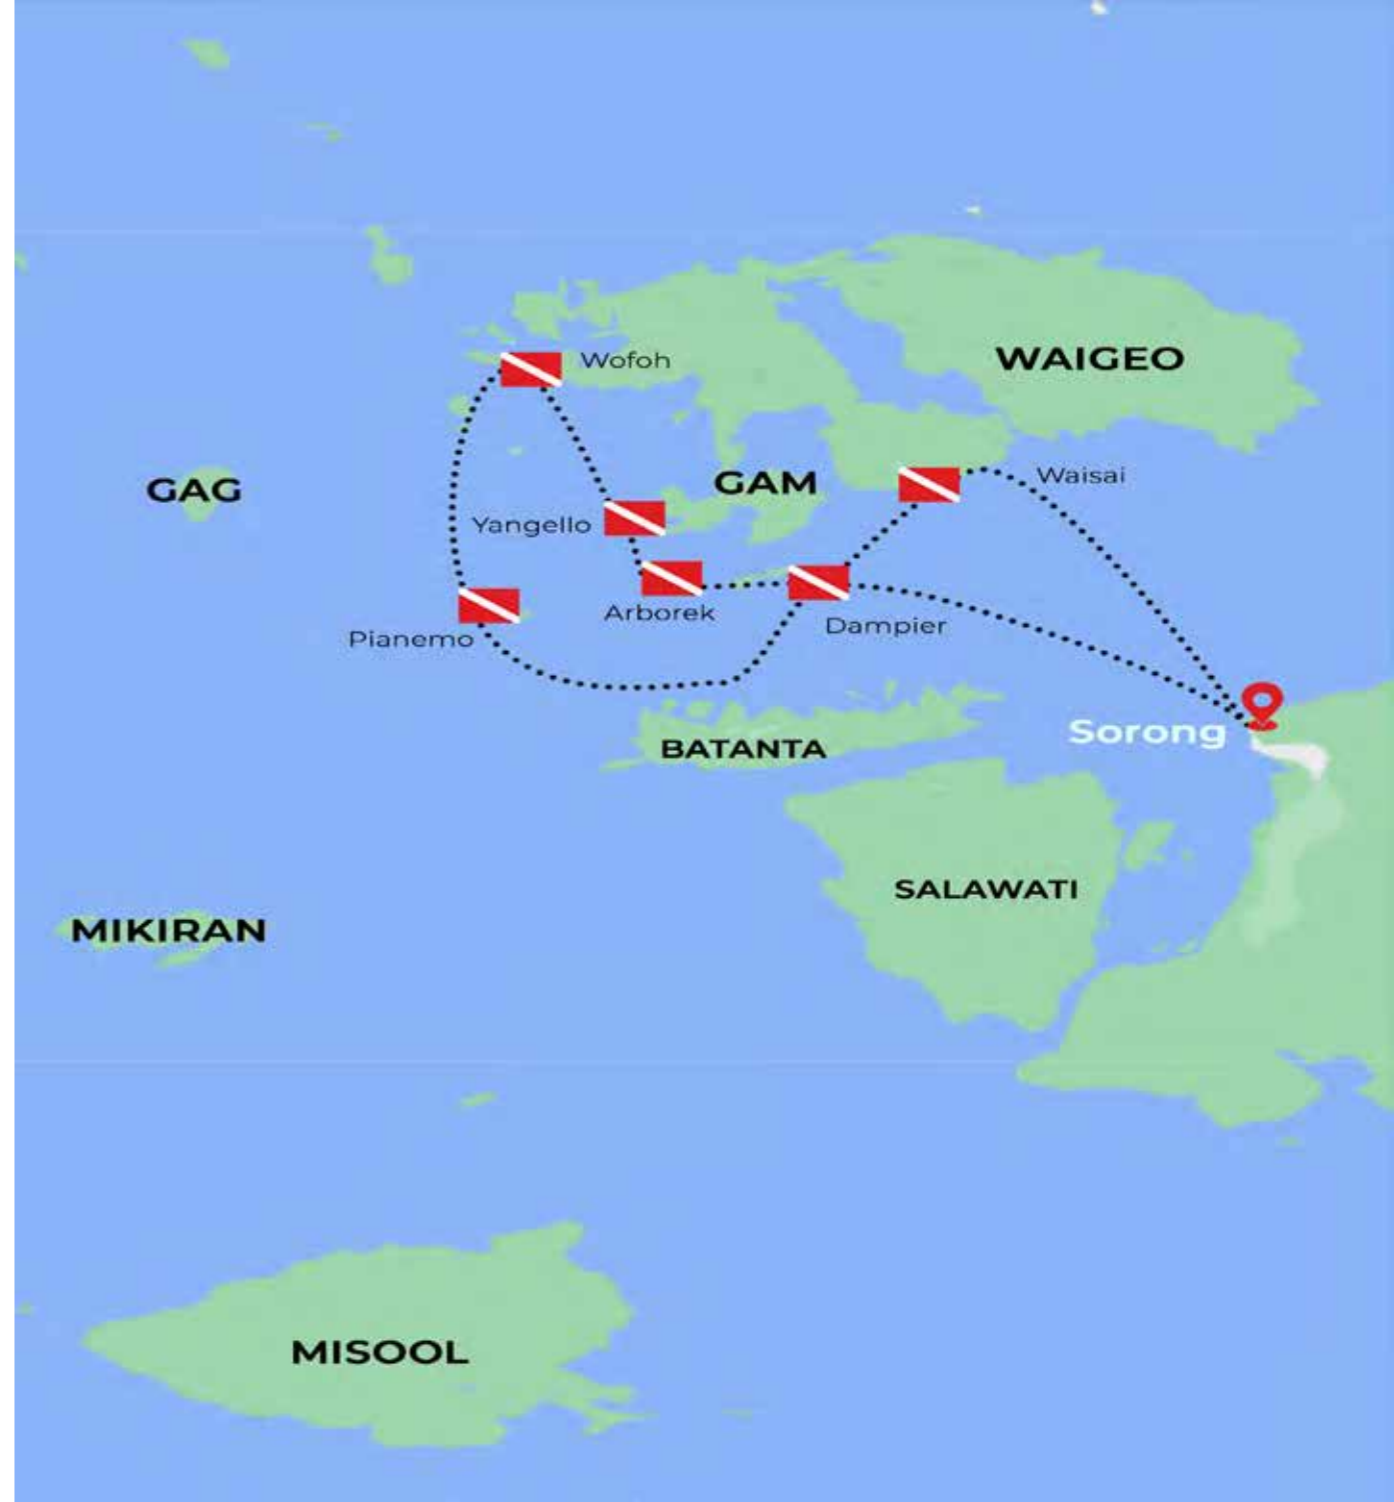 WAIGEO
Wofoh
Waisai
GAM
GAG
Yangello
Arborek
Dampier
Pianemo
Sorong
BATANTA
SALAWATI
MIKIRAN
MISOOL